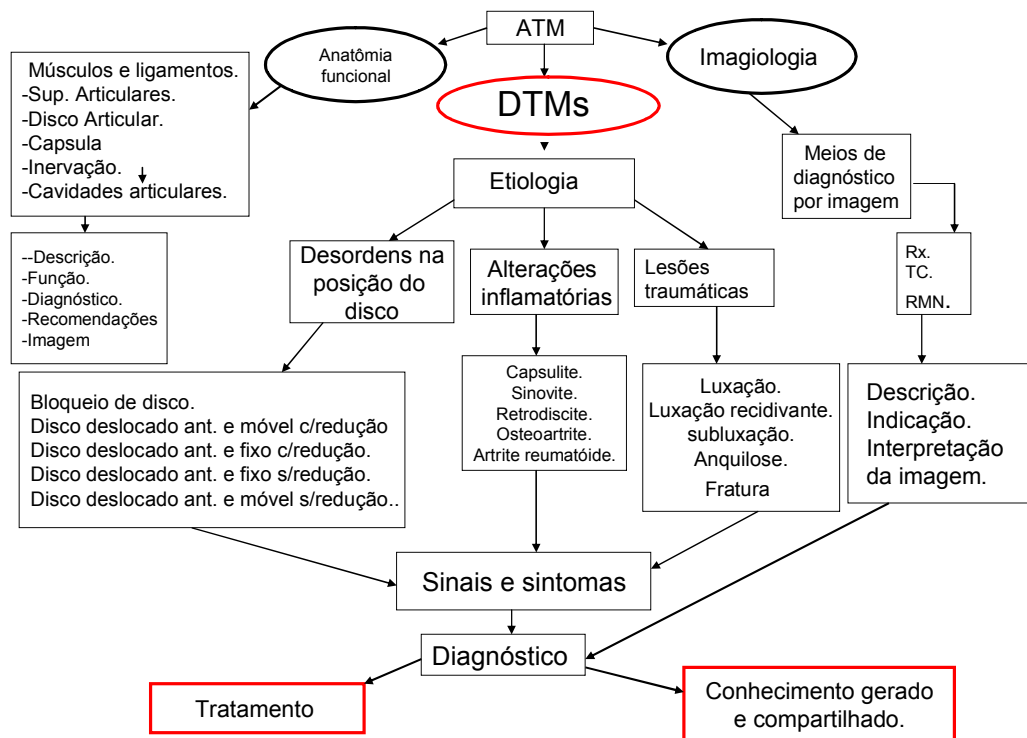 ATM
Anatômia
funcional
Imagiologia
DTMs
Músculos e ligamentos.
-Sup. Articulares.
-Disco Articular.
-Capsula
-Inervação.
-Cavidades articulares.
Meios de
diagnóstico
por imagem
Etiologia
--Descrição.
-Função.
-Diagnóstico.
-Recomendações
-Imagem
Desordens na
posição do
disco
Alterações
inflamatórias
Lesões
traumáticas
Rx.
TC.
RMN.
Bloqueio de disco.
Disco deslocado ant. e móvel c/redução
Disco deslocado ant. e fixo c/redução.
Disco deslocado ant. e fixo s/redução.
Disco deslocado ant. e móvel s/redução..
Capsulite.
Sinovite.
Retrodiscite.
Osteoartrite.
Artrite reumatóide.
Luxação.
Luxação recidivante.
subluxação.
Anquilose.
Fratura
Descrição.
Indicação.
Interpretação
da imagem.
Sinais e sintomas
Diagnóstico
Tratamento
Conhecimento gerado
e compartilhado.